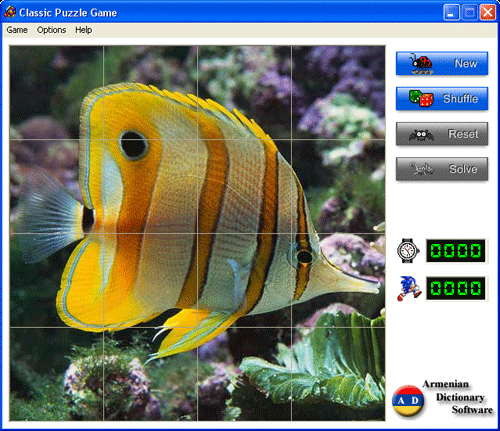 Classic Puzzle Game
Game Options Help
New
Shuffle
Reset
Solve
0000
0000
A D
Armenian
Dictionary
Software